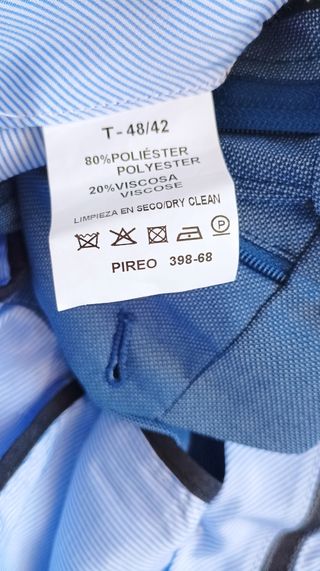 T-48/42
80%POLIÉSTER
POLYESTER
20%VISCOSA
VISCOSE
LIMPIEZA EN SECO/DRY CLEAN
P
PIREO 398-68